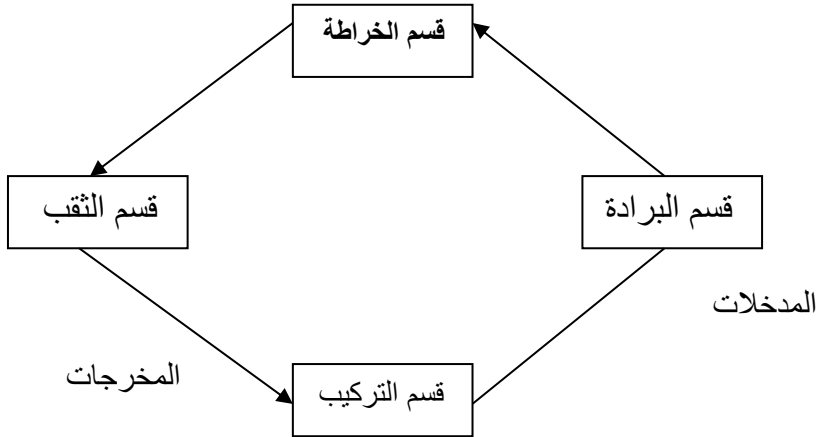 قسم الخراطة
قسم البرادة
قسم الثقب
المدخلات
المخرجات
قسم التركيب